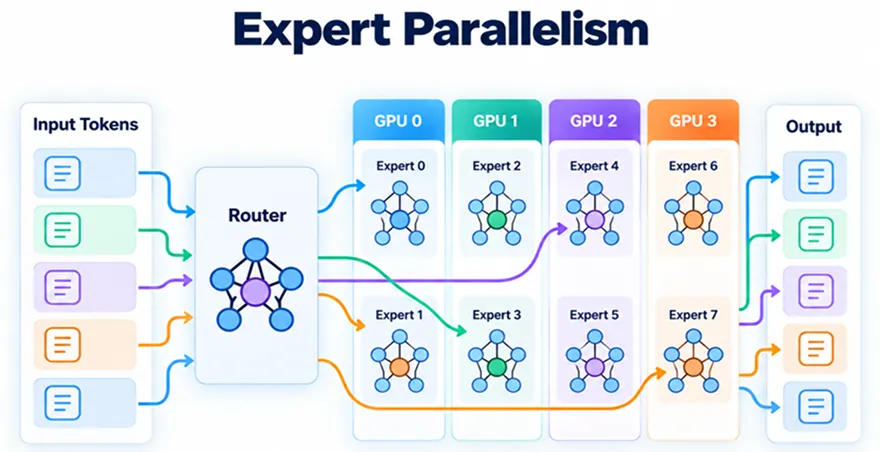 Expert Parallelism
Input Tokens
Router
GPU 0
GPU 1
GPU 2
GPU 3
Expert 0
Expert 2
Expert 4
Expert 6
Expert 1
Expert 3
Expert 5
Expert 7
Output